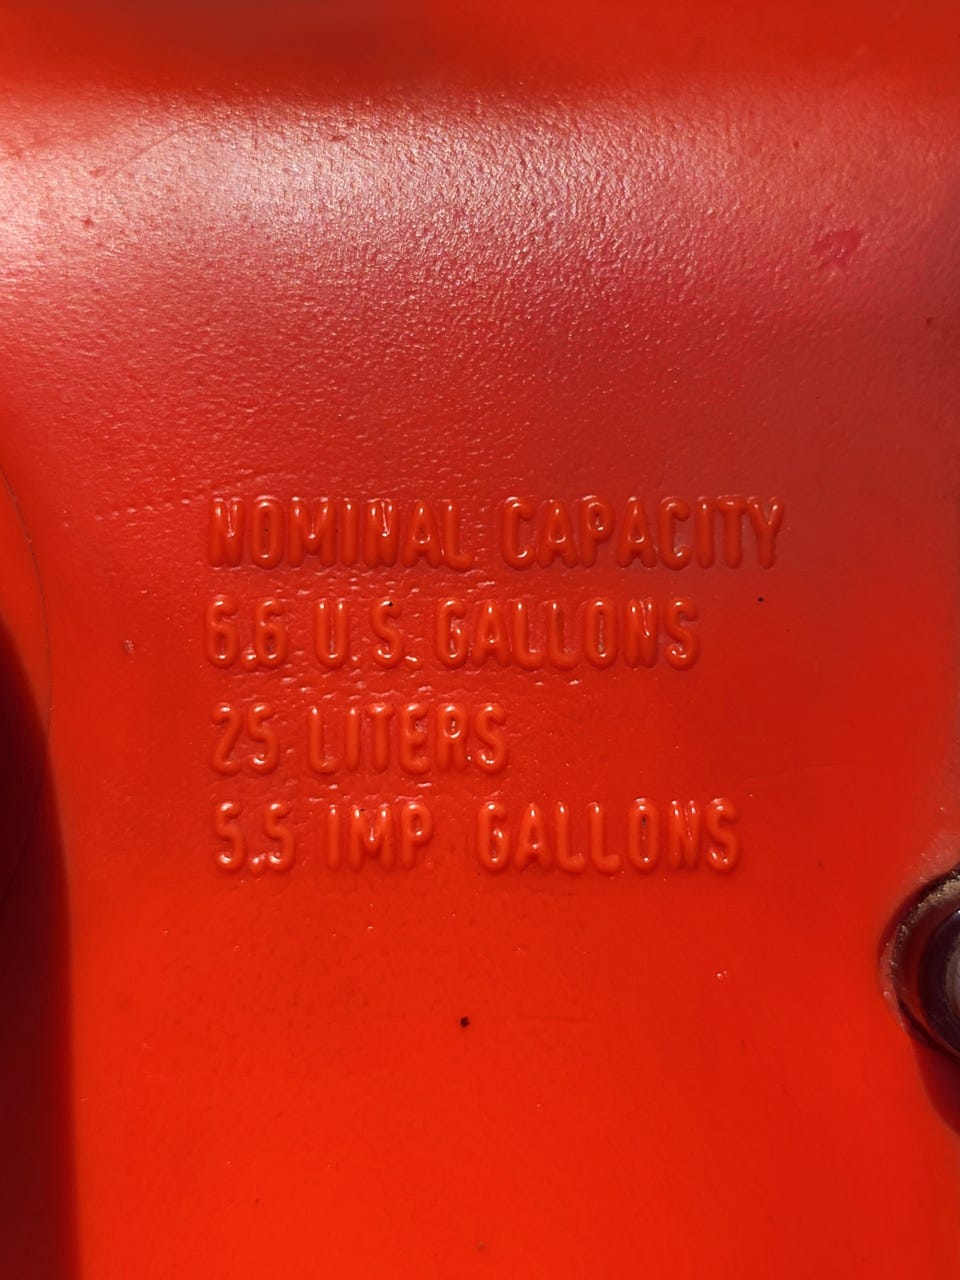 NOMINAL CAPACITY
6.6 U.S. GALLONS
25 LITERS
5.5 IMP GALLONS